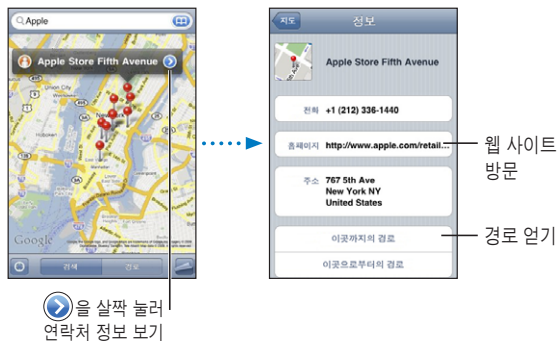 Apple
Apple Store Fifth Avenue
Union City
Hoboken
Google
검색
경로
을 살짝 눌러
연락처 정보 보기
지도
정보
Apple Store Fifth Avenue
전화 +1 (212) 336-1440
홈페이지 http://www.apple.com/retail...
주소 767 5th Ave
New York NY
United States
이곳까지의 경로
이곳으로부터의 경로
웹 사이트
방문
경로 얻기